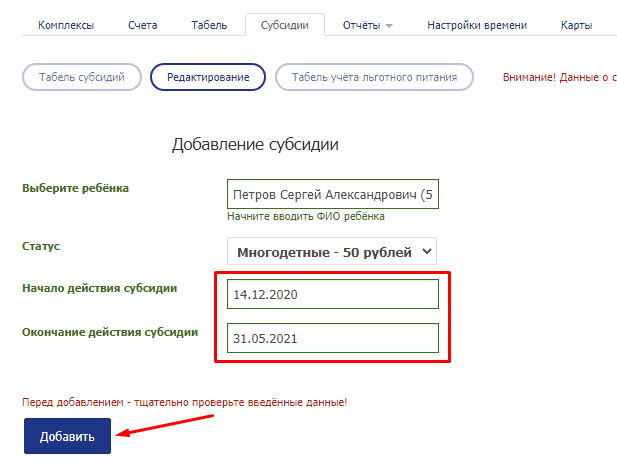 Комплексы Счета Табель Субсидии Отчёты Настройки времени Карты
Табель субсидий Редактирование Табель учёта льготного питания Внимание! Данные о с
Добавление субсидии
Выберите ребёнка Петров Сергей Александрович (5
Начните вводить ФИО ребёнка
Статус Многодетные - 50 рублей
Начало действия субсидии 14.12.2020
Окончание действия субсидии 31.05.2021
Перед добавлением - тщательно проверьте введённые данные!
Добавить